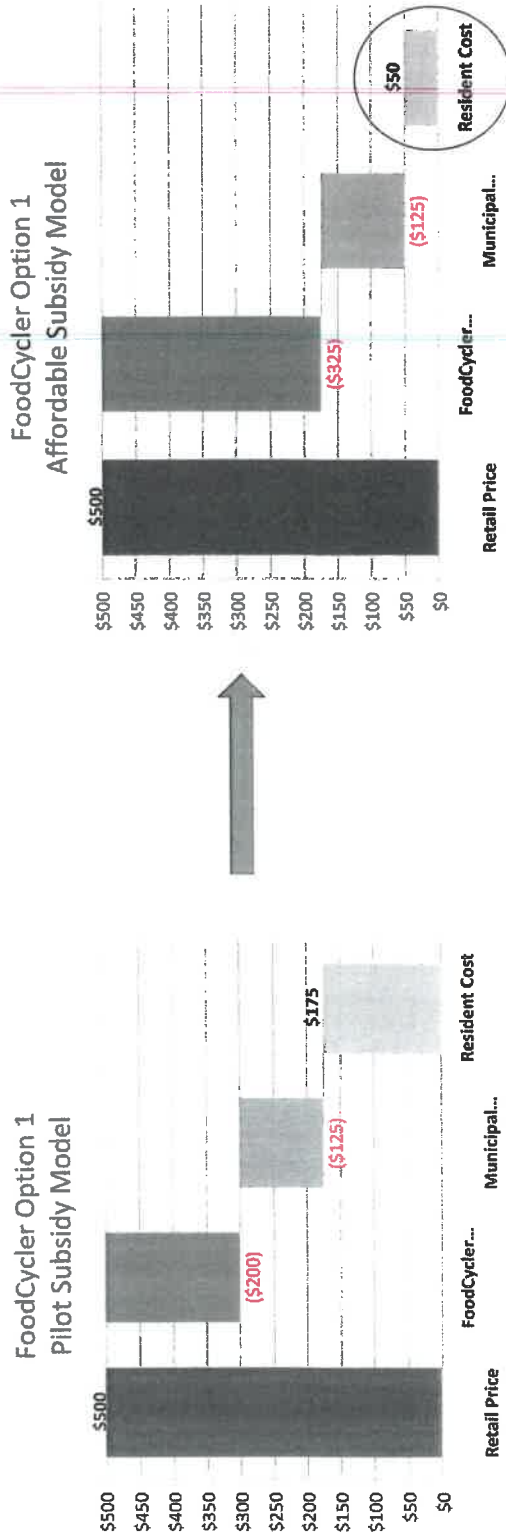 FoodCycler Option 1
Pilot Subsidy Model
$500
$450
$400
$350
$300
$250
$200
$150
$100
$50
$0
$500
($200)
($125)
$175
Retail Price
FoodCycler...
Municipal...
Resident Cost
FoodCycler Option 1
Affordable Subsidy Model
$500
$450
$400
$350
$300
$250
$200
$150
$100
$50
$0
$500
($325)
($125)
$50
Retail Price
FoodCycler...
Municipal...
Resident Cost